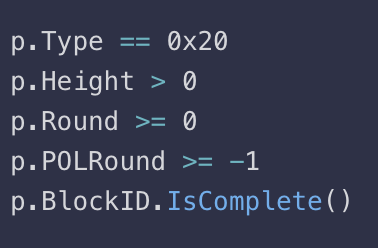 p.Type == 0x20
p.Height > 0
p.Round >= 0
p.POLRound >= -1
p.BlockID.IsComplete()